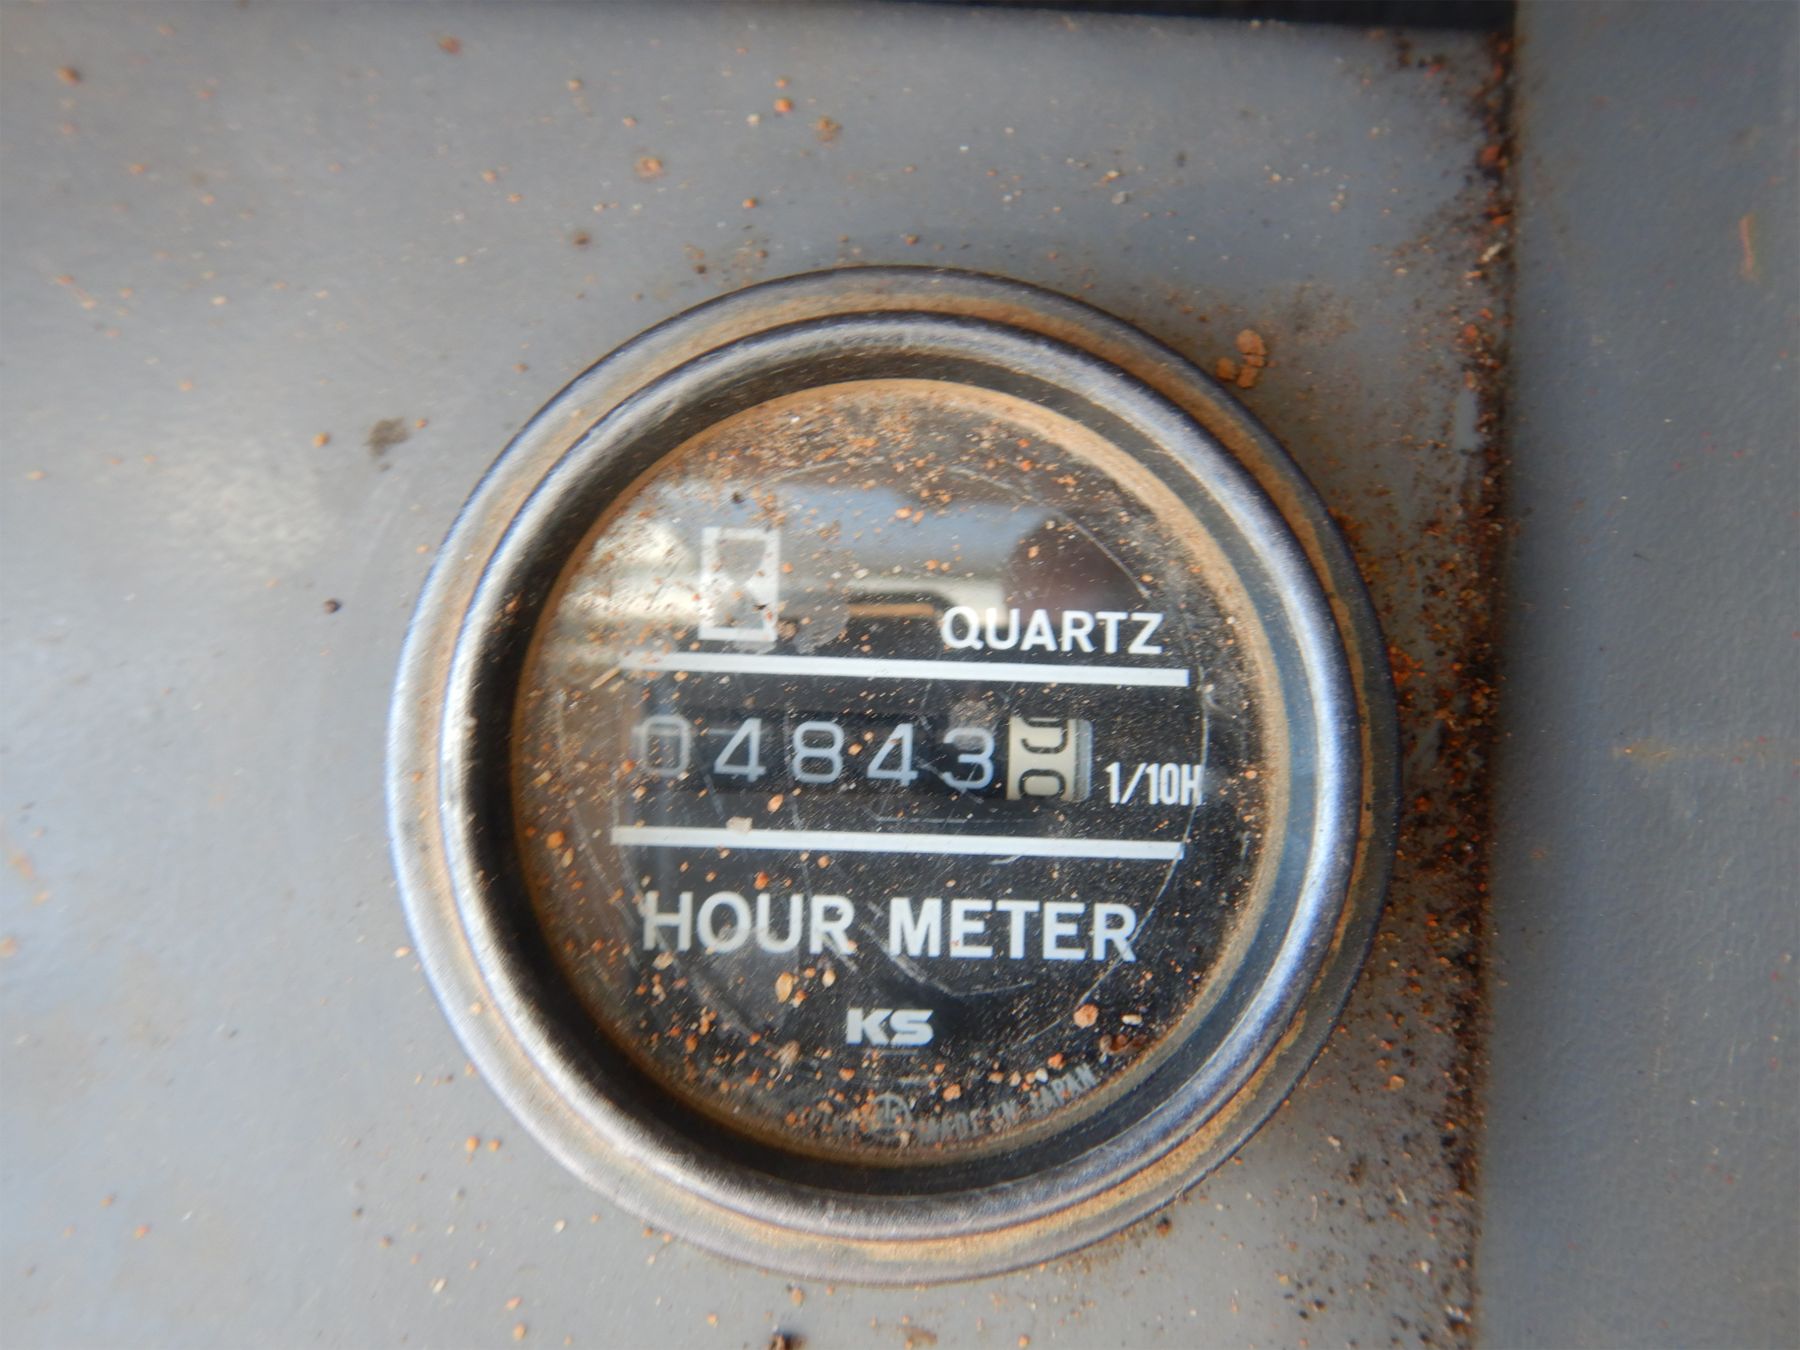 QUARTZ
04843 1/10H
HOUR METER
KS
MADE IN JAPAN